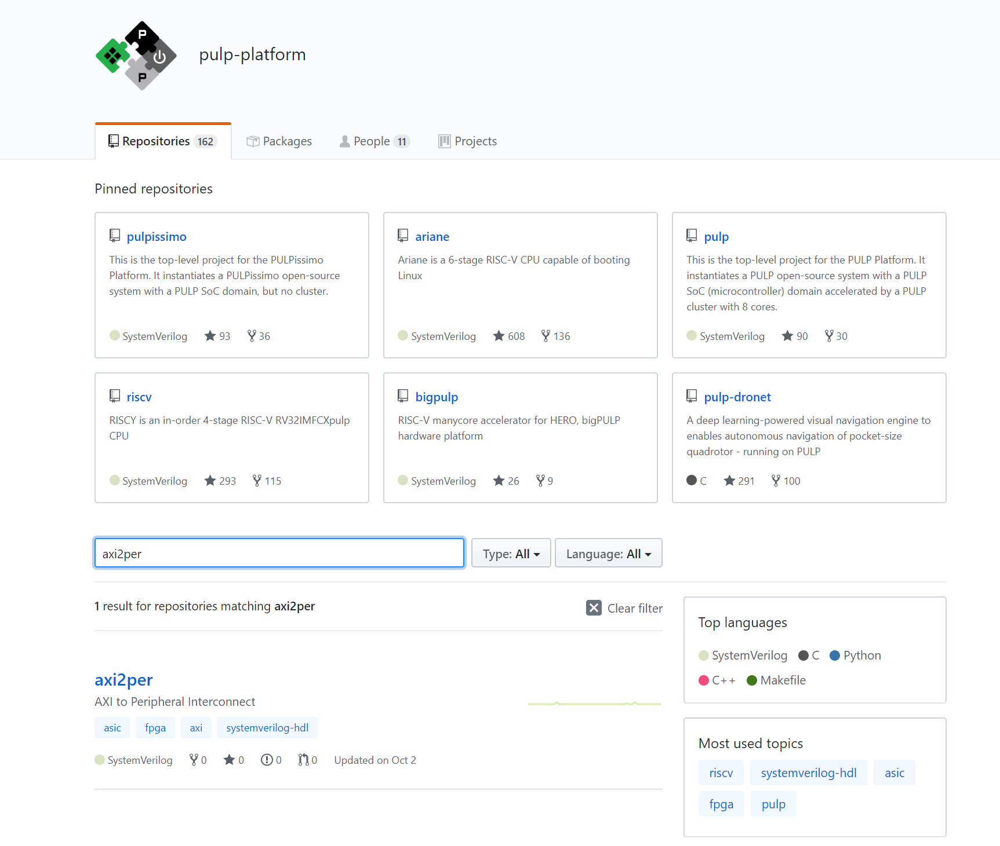 P
P
pulp-platform
Repositories 162 Packages People 11 Projects
Pinned repositories
pulpissimo
This is the top-level project for the PULPissimo
Platform. It instantiates a PULPissimo open-source
system with a PULP SoC domain, but no cluster.
SystemVerilog 93 36
ariane
Ariane is a 6-stage RISC-V CPU capable of booting
Linux
SystemVerilog 608 136
pulp
This is the top-level project for the PULP Platform. It
instantiates a PULP open-source system with a PULP
SoC (microcontroller) domain accelerated by a PULP
cluster with 8 cores.
SystemVerilog 90 30
riscv
RISCY is an in-order 4-stage RISC-V RV32IMFCXpulp
CPU
SystemVerilog 293 115
bigpulp
RISC-V manycore accelerator for HERO, bigPULP
hardware platform
SystemVerilog 26 9
pulp-dronet
A deep learning-powered visual navigation engine to
enables autonomous navigation of pocket-size
quadrotor - running on PULP
C 291 100
axi2per Type: All Language: All
1 result for repositories matching axi2per Clear filter
axi2per
AXI to Peripheral Interconnect
asic fpga axi systemverilog-hdl
SystemVerilog 0 0 0 0 Updated on Oct 2
Top languages
SystemVerilog C Python
C++ Makefile
Most used topics
riscv systemverilog-hdl asic
fpga pulp